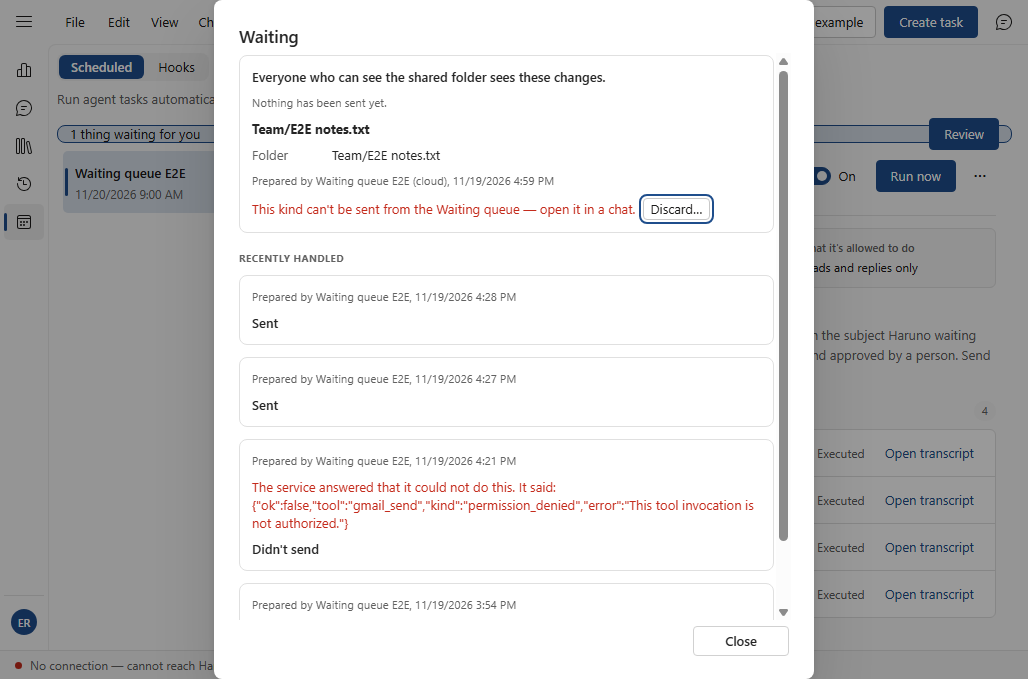 File Edit View Ch
example
Create task
Scheduled Hooks
Run agent tasks automatica
1 thing waiting for you
Review
Waiting queue E2E
11/20/2026 9:00 AM
On
Run now
...
at it's allowed to do
ads and replies only
n the subject Haruno waiting
nd approved by a person. Send
4
Executed Open transcript
Executed Open transcript
Executed Open transcript
Executed Open transcript
ER
No connection — cannot reach Ha
Waiting
Everyone who can see the shared folder sees these changes.
Nothing has been sent yet.
Team/E2E notes.txt
Folder Team/E2E notes.txt
Prepared by Waiting queue E2E (cloud), 11/19/2026 4:59 PM
This kind can't be sent from the Waiting queue — open it in a chat. Discard...
RECENTLY HANDLED
Prepared by Waiting queue E2E, 11/19/2026 4:28 PM
Sent
Prepared by Waiting queue E2E, 11/19/2026 4:27 PM
Sent
Prepared by Waiting queue E2E, 11/19/2026 4:21 PM
The service answered that it could not do this. It said:
{"ok":false,"tool":"gmail_send","kind":"permission_denied","error":"This tool invocation is
not authorized."}
Didn't send
Prepared by Waiting queue E2E, 11/19/2026 3:54 PM
Close